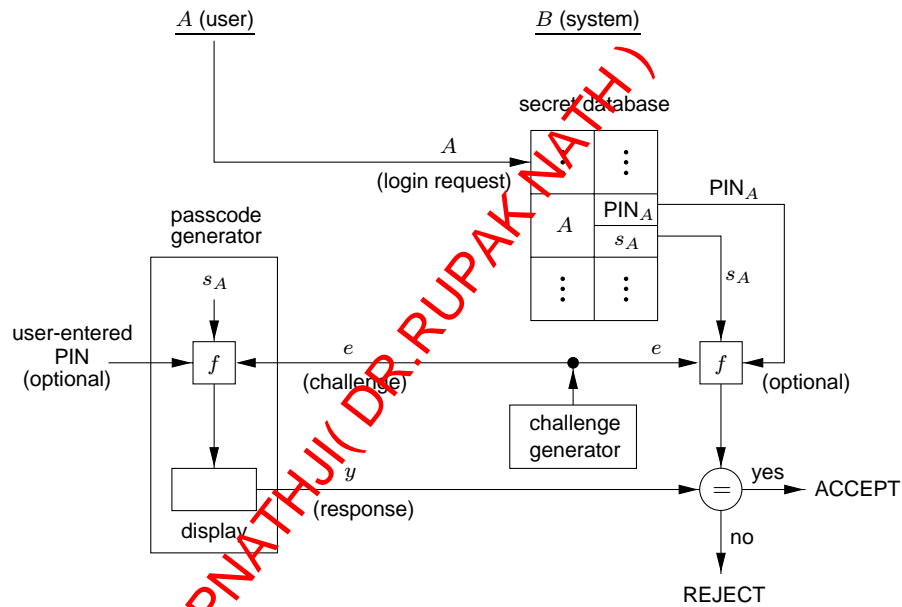 A (user)
B (system)
secret database
A
(login request)
⋮ ⋮
PIN_A
A
PIN_A
s_A
⋮ ⋮
passcode
generator
s_A
s_A
user-entered
PIN
(optional)
f
e
(challenge)
e
f
(optional)
challenge
generator
y
(response)
=
yes
ACCEPT
display
no
REJECT
PNATHJI( DR.RUPAK NATH )